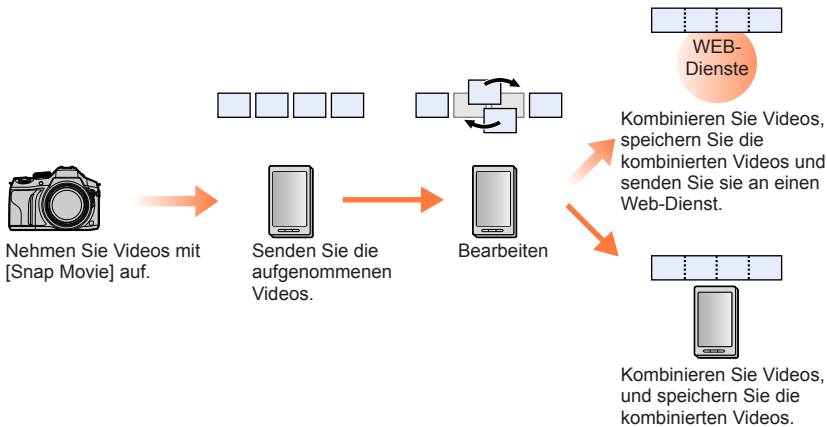 Nehmen Sie Videos mit
[Snap Movie] auf.
Senden Sie die
aufgenommenen
Videos.
Bearbeiten
WEB-
Dienste
Kombinieren Sie Videos,
speichern Sie die
kombinierten Videos und
senden Sie sie an einen
Web-Dienst.
Kombinieren Sie Videos,
und speichern Sie die
kombinierten Videos.